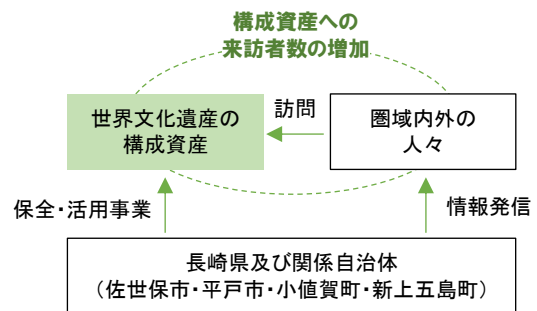 構成資産への
来訪者数の増加
世界文化遺産の
構成資産
訪問
圏域内外の
人々
保全・活用事業
情報発信
長崎県及び関係自治体
（佐世保市・平戸市・小値賀町・新上五島町）